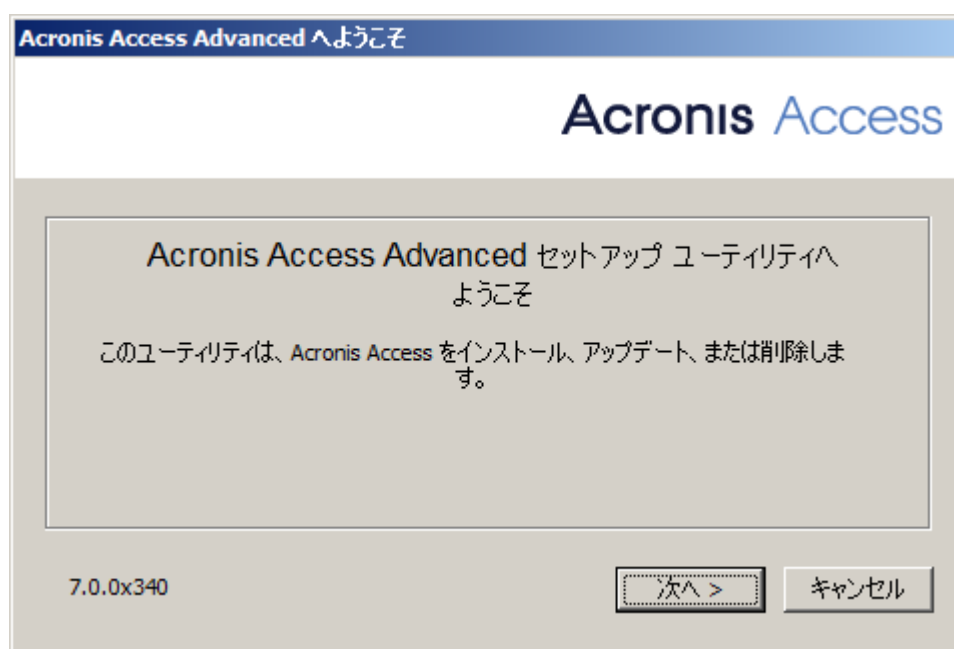 Acronis Access Advanced へようこそ
Acronis Access
Acronis Access Advanced セットアップ ユーティリティへ
ようこそ
このユーティリティは、Acronis Access をインストール、アップデート、または削除しま
す。
7.0.0x340
次へ >
キャンセル